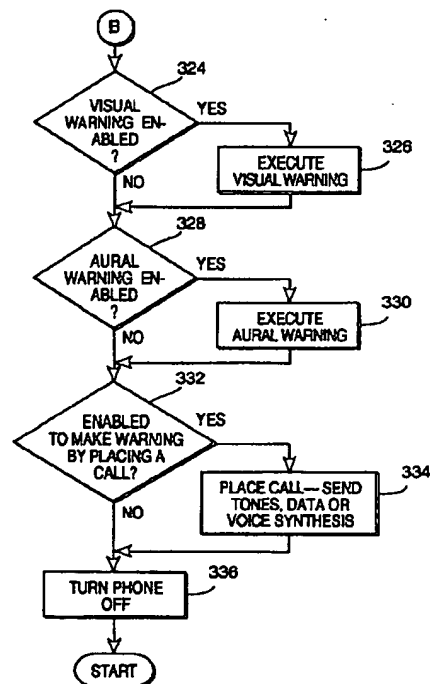 B
324
VISUAL
WARNING EN-
ABLED
?
YES
326
EXECUTE
VISUAL WARNING
NO
328
AURAL
WARNING EN-
ABLED
?
YES
330
EXECUTE
AURAL WARNING
NO
332
ENABLED
TO MAKE WARNING
BY PLACING A
CALL?
YES
334
PLACE CALL—SEND
TONES, DATA OR
VOICE SYNTHESIS
NO
336
TURN PHONE
OFF
START